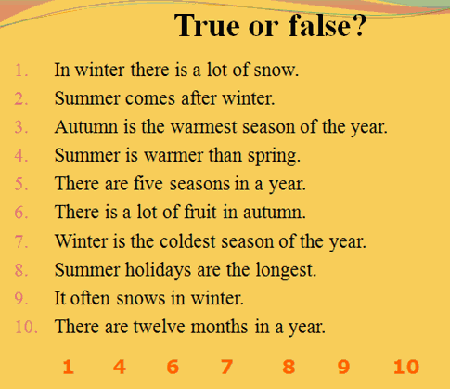 True or false?
1. In winter there is a lot of snow.
2. Summer comes after winter.
3. Autumn is the warmest season of the year.
4. Summer is warmer than spring.
5. There are five seasons in a year.
6. There is a lot of fruit in autumn.
7. Winter is the coldest season of the year.
8. Summer holidays are the longest.
9. It often snows in winter.
10. There are twelve months in a year.
1 4 6 7 8 9 10